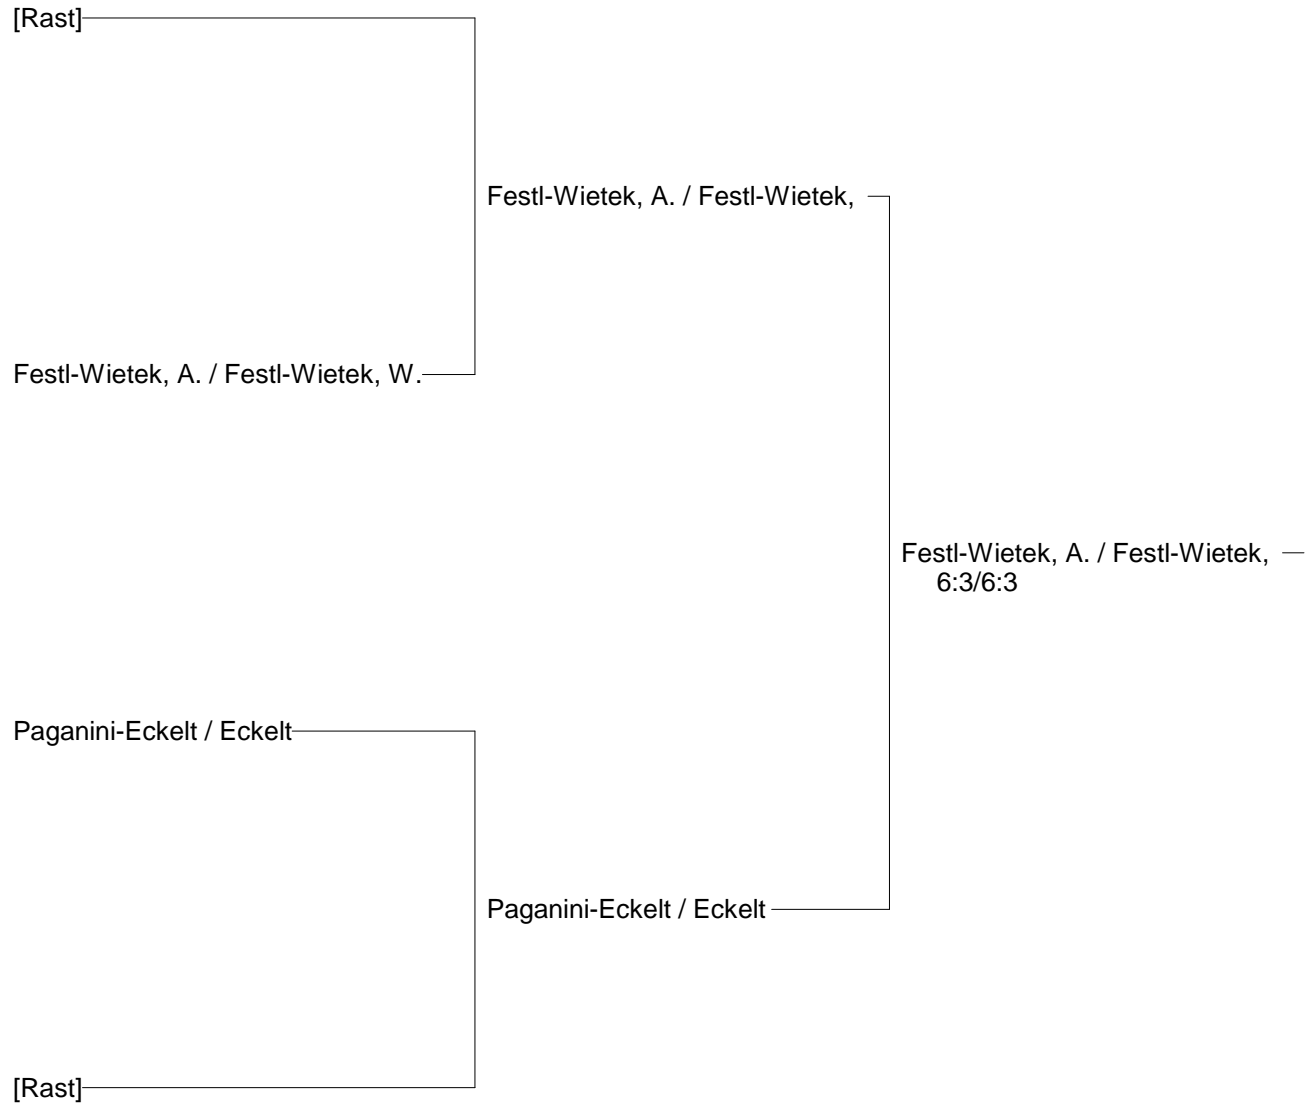 [Rast]
Festl-Wietek, A. / Festl-Wietek,
Festl-Wietek, A. / Festl-Wietek, W.
Festl-Wietek, A. / Festl-Wietek,
6:3/6:3
Paganini-Eckelt / Eckelt
Paganini-Eckelt / Eckelt
[Rast]